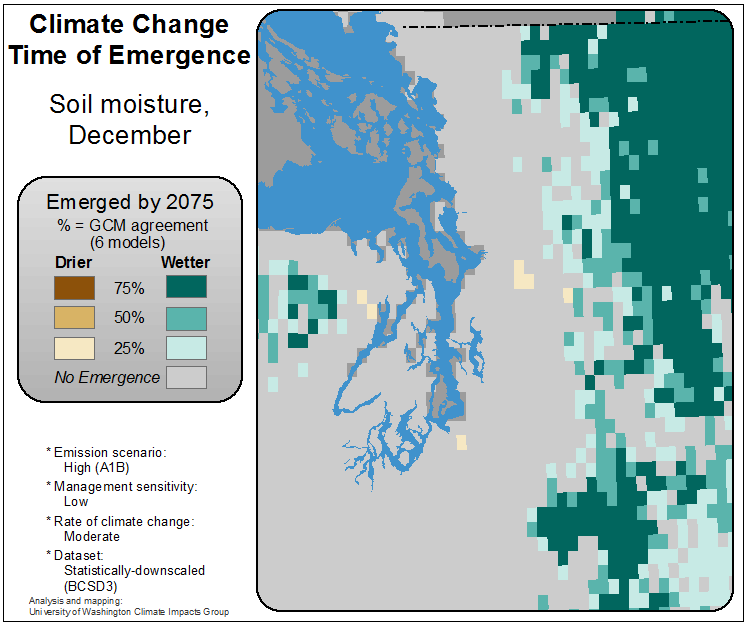 Climate Change
Time of Emergence
Soil moisture,
December
Emerged by 2075
% = GCM agreement
(6 models)
Drier Wetter
75%
50%
25%
No Emergence
* Emission scenario:
High (A1B)
* Management sensitivity:
Low
* Rate of climate change:
Moderate
* Dataset:
Statistically-downscaled
(BCSD3)
Analysis and mapping:
University of Washington Climate Impacts Group